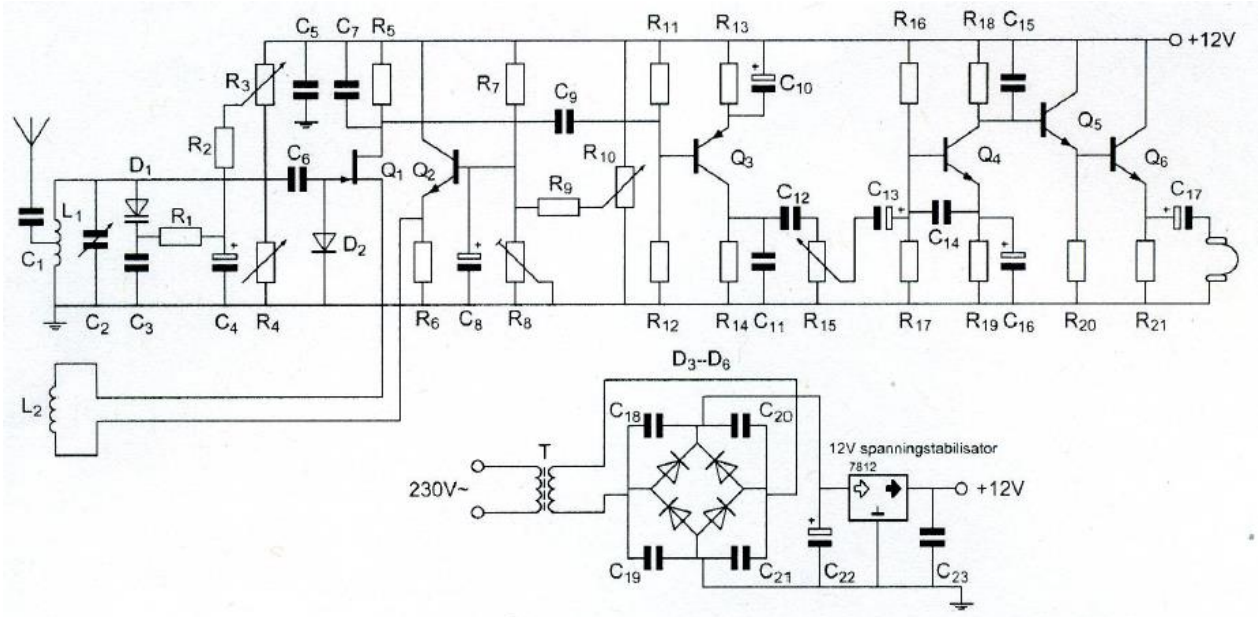 C5 C7 R5 R11 R13 R16 R18 C15
+12V
R3 R7 C9 + C10
R2
D1 C6 Q1 Q2 R10 Q3 Q4 Q5 Q6
L1 R1 R9 C12 C13 + C14 + C17
C1 + D2 + +
C2 C3 C4 R4 R6 C8 R8 R12 R14 C11 R15 R17 R19 C16 R20 R21
D3--D6
L2
C18 C20
T 12V spanningstabilisator
7812
230V~
+12V
+
C19 C21 C22 C23